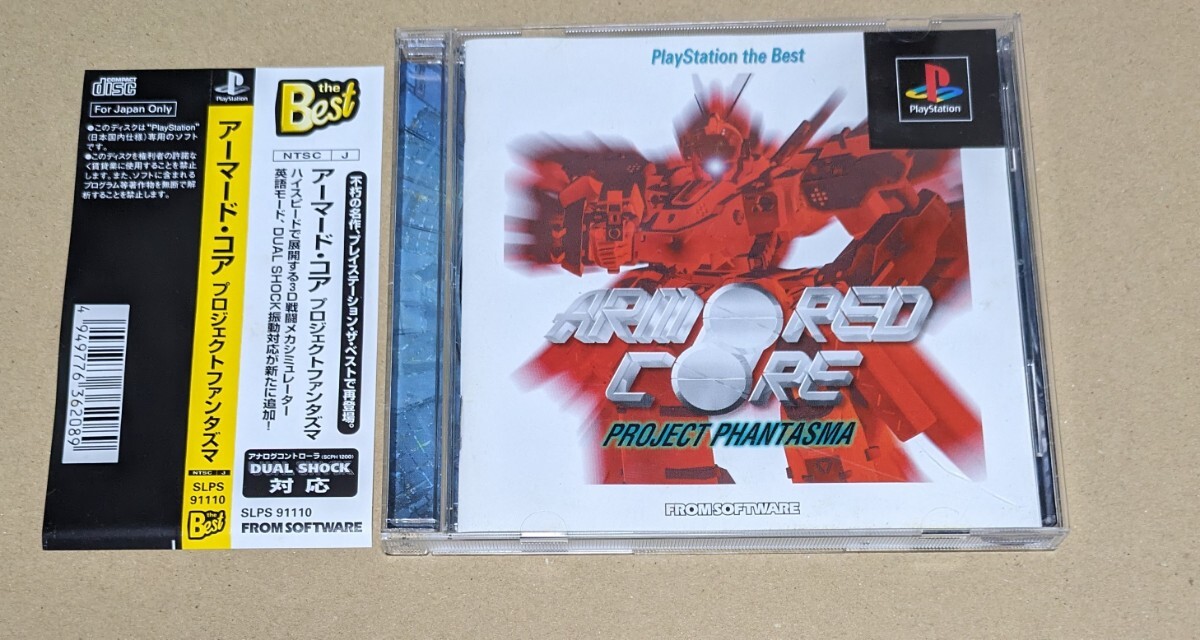 COMPACT
disc
For Japan Only
●このディスクは"PlayStation"
(日本国内仕様)専用のソフト
です。
●このディスクを権利者の許諾な
く賃貸業に使用することを禁止
します。また、ソフトに含まれる
プログラム等著作物を無断で解
析することを禁止します。
4949776362089
PlayStation
アーマード・コア プロジェクトファンタズマ
NTSC J
SLPS
91110
the
Best
the
Best
NTSC J
不朽の名作、プレイステーション・ザ・ベストで再登場。
アーマード・コア プロジェクトファンタズマ
ハイスピードで展開する3D戦闘メカシミュレーター
英語モード、DUAL SHOCK振動対応が新たに追加!
アナログコントローラ(SCPH1200)
DUAL SHOCK
対応
SLPS 91110
FROMSOFTWARE
PlayStation the Best
PlayStation
ARMORED
CORE
PROJECT PHANTASMA
FROMSOFTWARE